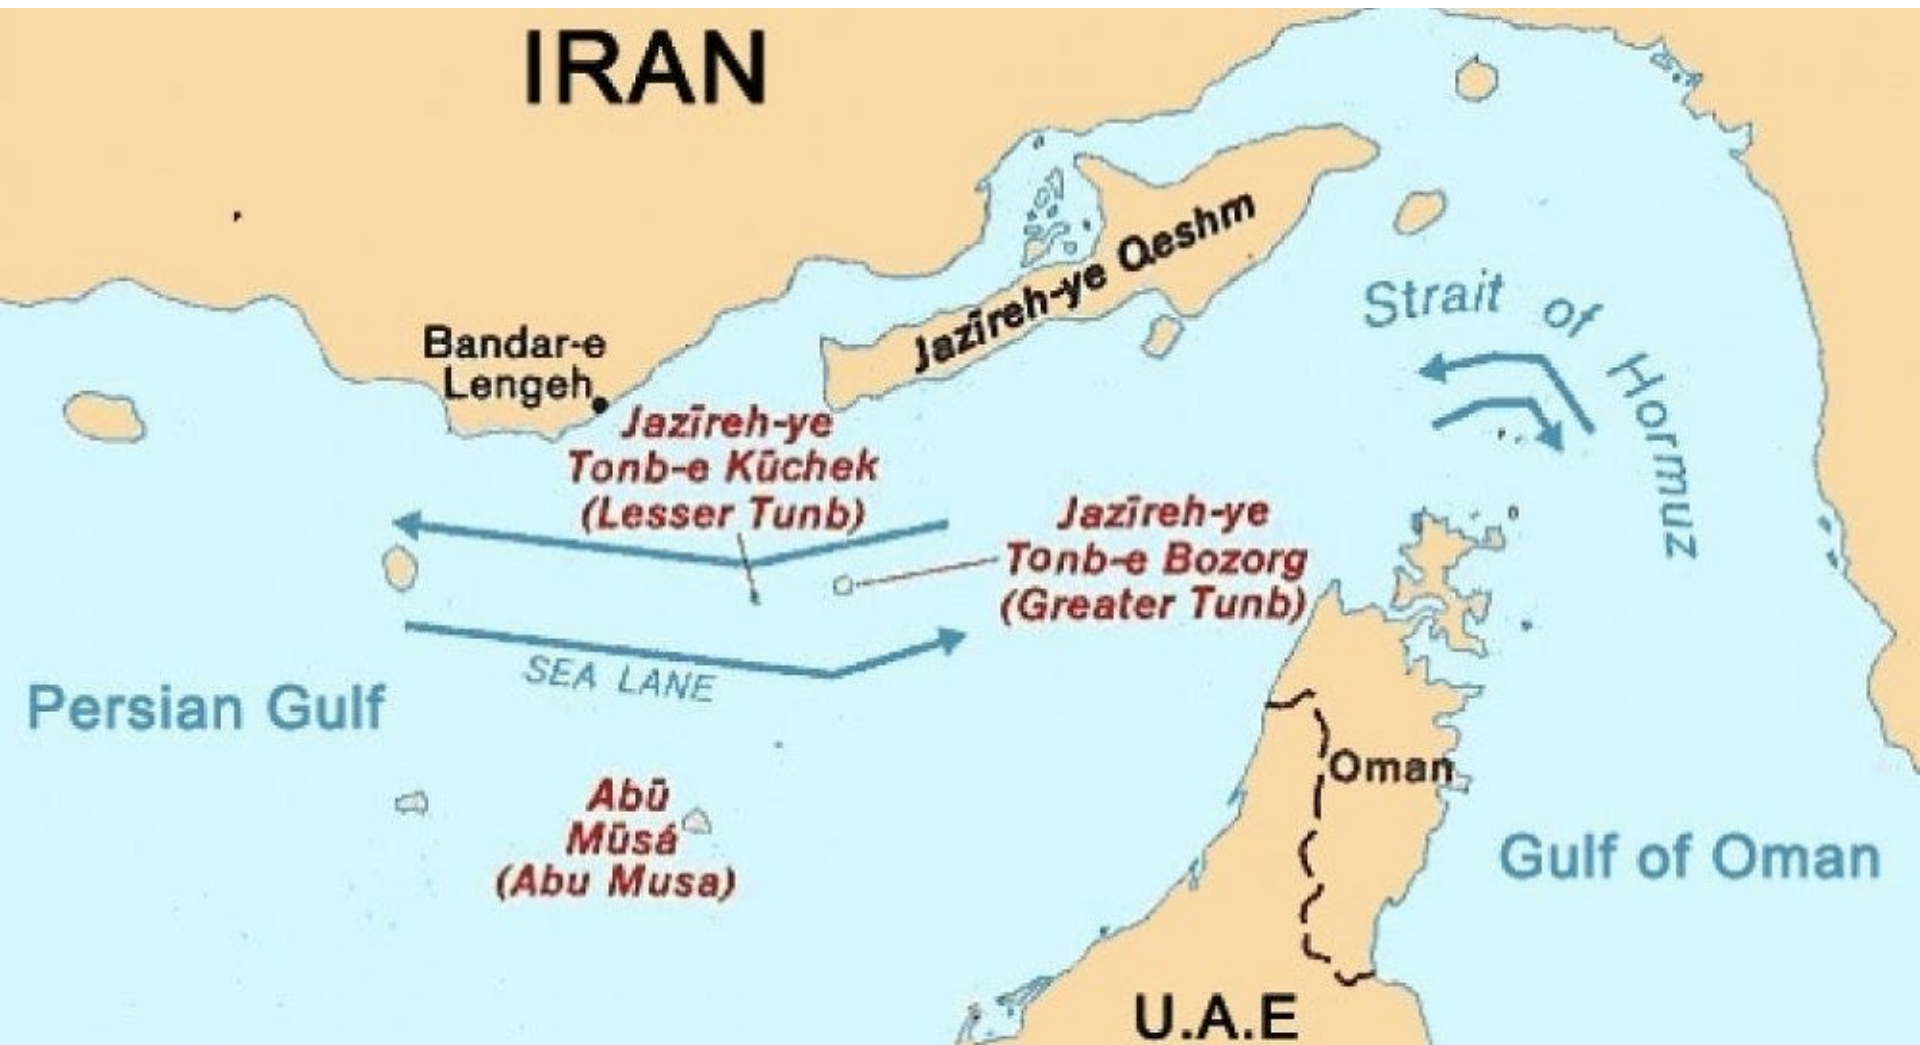 IRAN
Jazīreh-ye Qeshm
Strait of Hormuz
Bandar-e
Lengeh
Jazīreh-ye
Tonb-e Kūchek
(Lesser Tunb)
Jazīreh-ye
Tonb-e Bozorg
(Greater Tunb)
SEA LANE
Persian Gulf
Abū
Mūsá
(Abu Musa)
Oman
Gulf of Oman
U.A.E